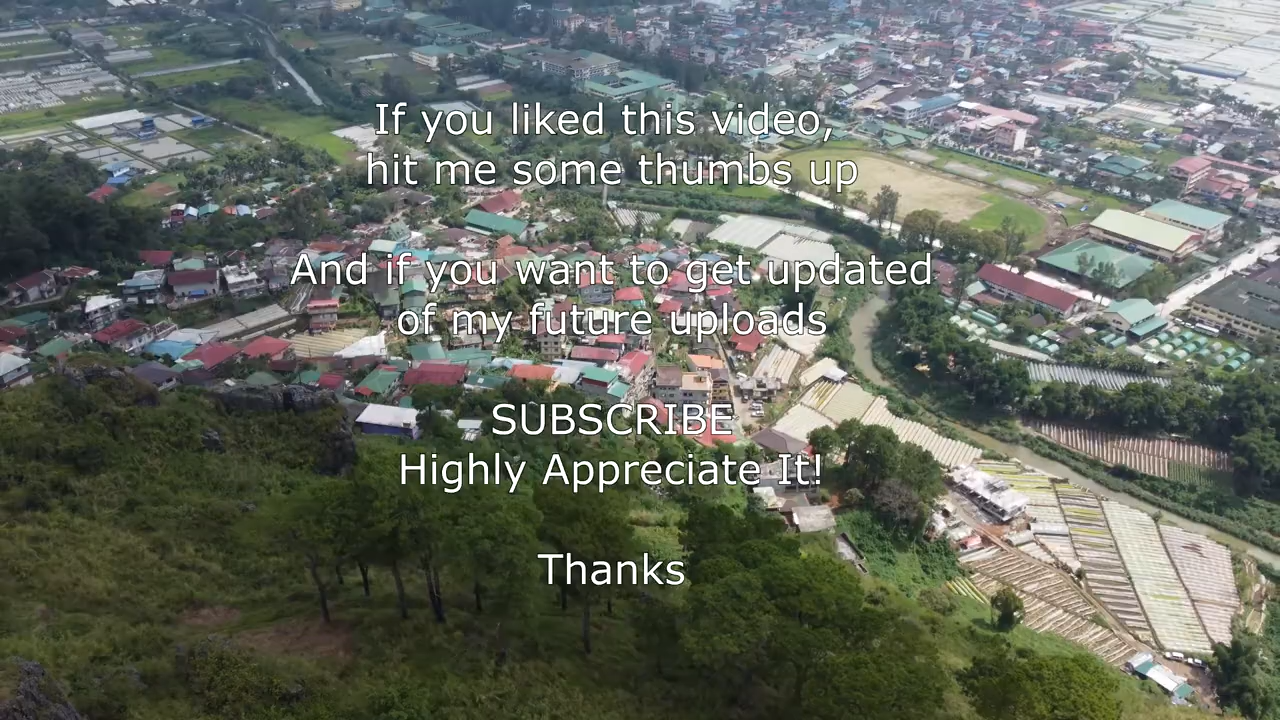 If you liked this video,
hit me some thumbs up
And if you want to get updated
of my future uploads
SUBSCRIBE
Highly Appreciate It!
Thanks